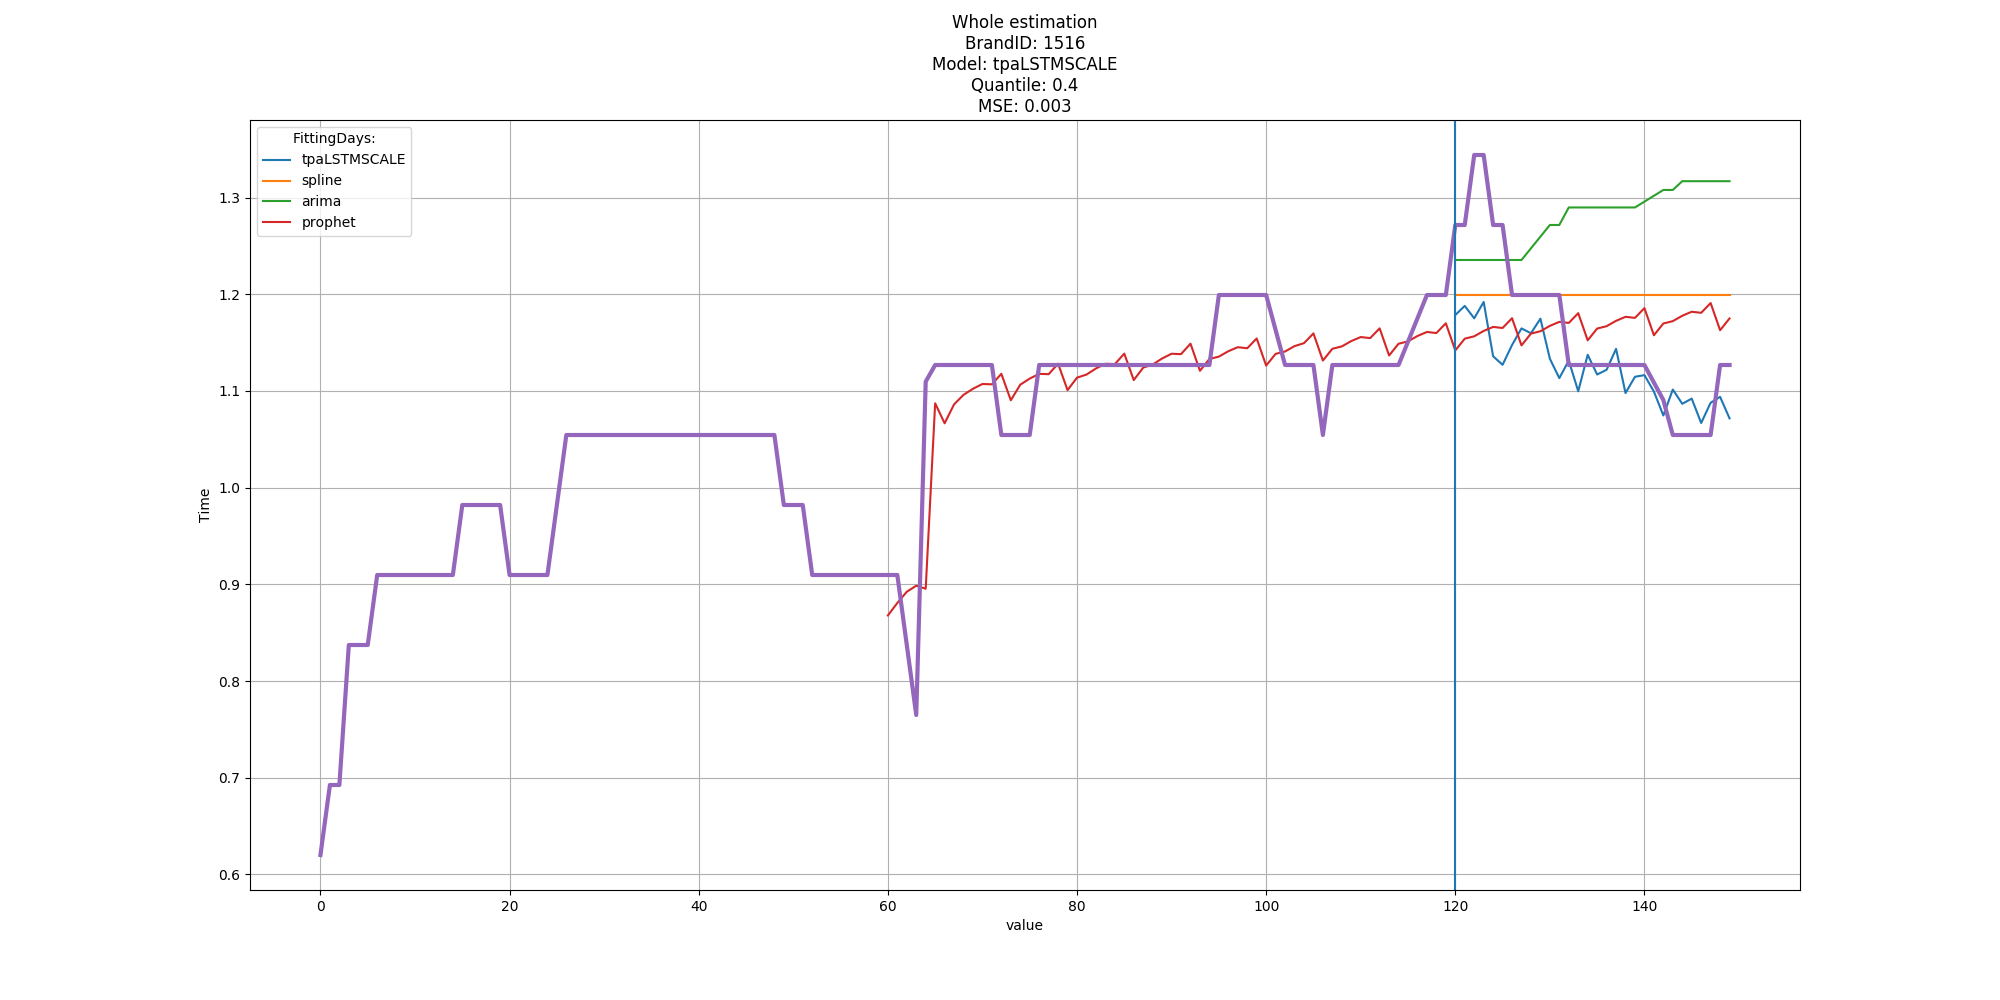 Whole estimation
BrandID: 1516
Model: tpaLSTMSCALE
Quantile: 0.4
MSE: 0.003
FittingDays:
tpaLSTMSCALE
spline
arima
prophet
1.3
1.2
1.1
1.0
0.9
0.8
0.7
0.6
Time
0 20 40 60 80 100 120 140
value